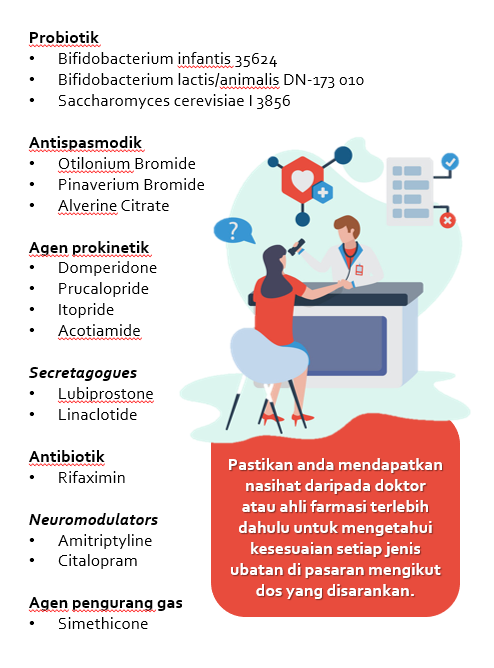 Probiotik
• Bifidobacterium infantis 35624
• Bifidobacterium lactis/animalis DN-173 010
• Saccharomyces cerevisiae I 3856
Antispasmodik
• Otilonium Bromide
• Pinaverium Bromide
• Alverine Citrate
Agen prokinetik
• Domperidone
• Prucalopride
• Itopride
• Acotiamide
Secretagogues
• Lubiprostone
• Linaclotide
Antibiotik
• Rifaximin
Neuromodulators
• Amitriptyline
• Citalopram
Agen pengurang gas
• Simethicone
?
Pastikan anda mendapatkan
nasihat daripada doktor
atau ahli farmasi terlebih
dahulu untuk mengetahui
kesesuaian setiap jenis
ubatan di pasaran mengikut
dos yang disarankan.